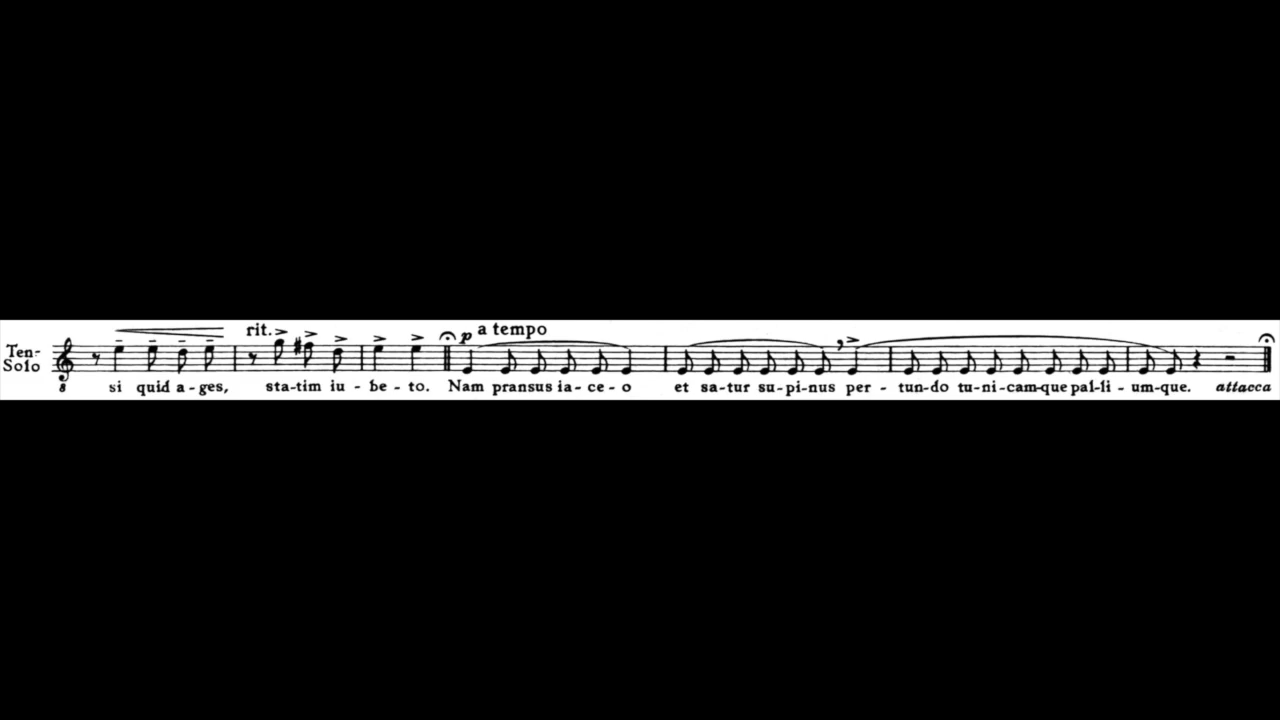 rit.
p a tempo
Ten-
Solo
8 si quid a - ges, sta-tim iu - be - to. Nam pransus ia - ce - o et sa-tur su-pi-nus per - tun-do tu-ni-cam-que pal-li - um-que. attacca